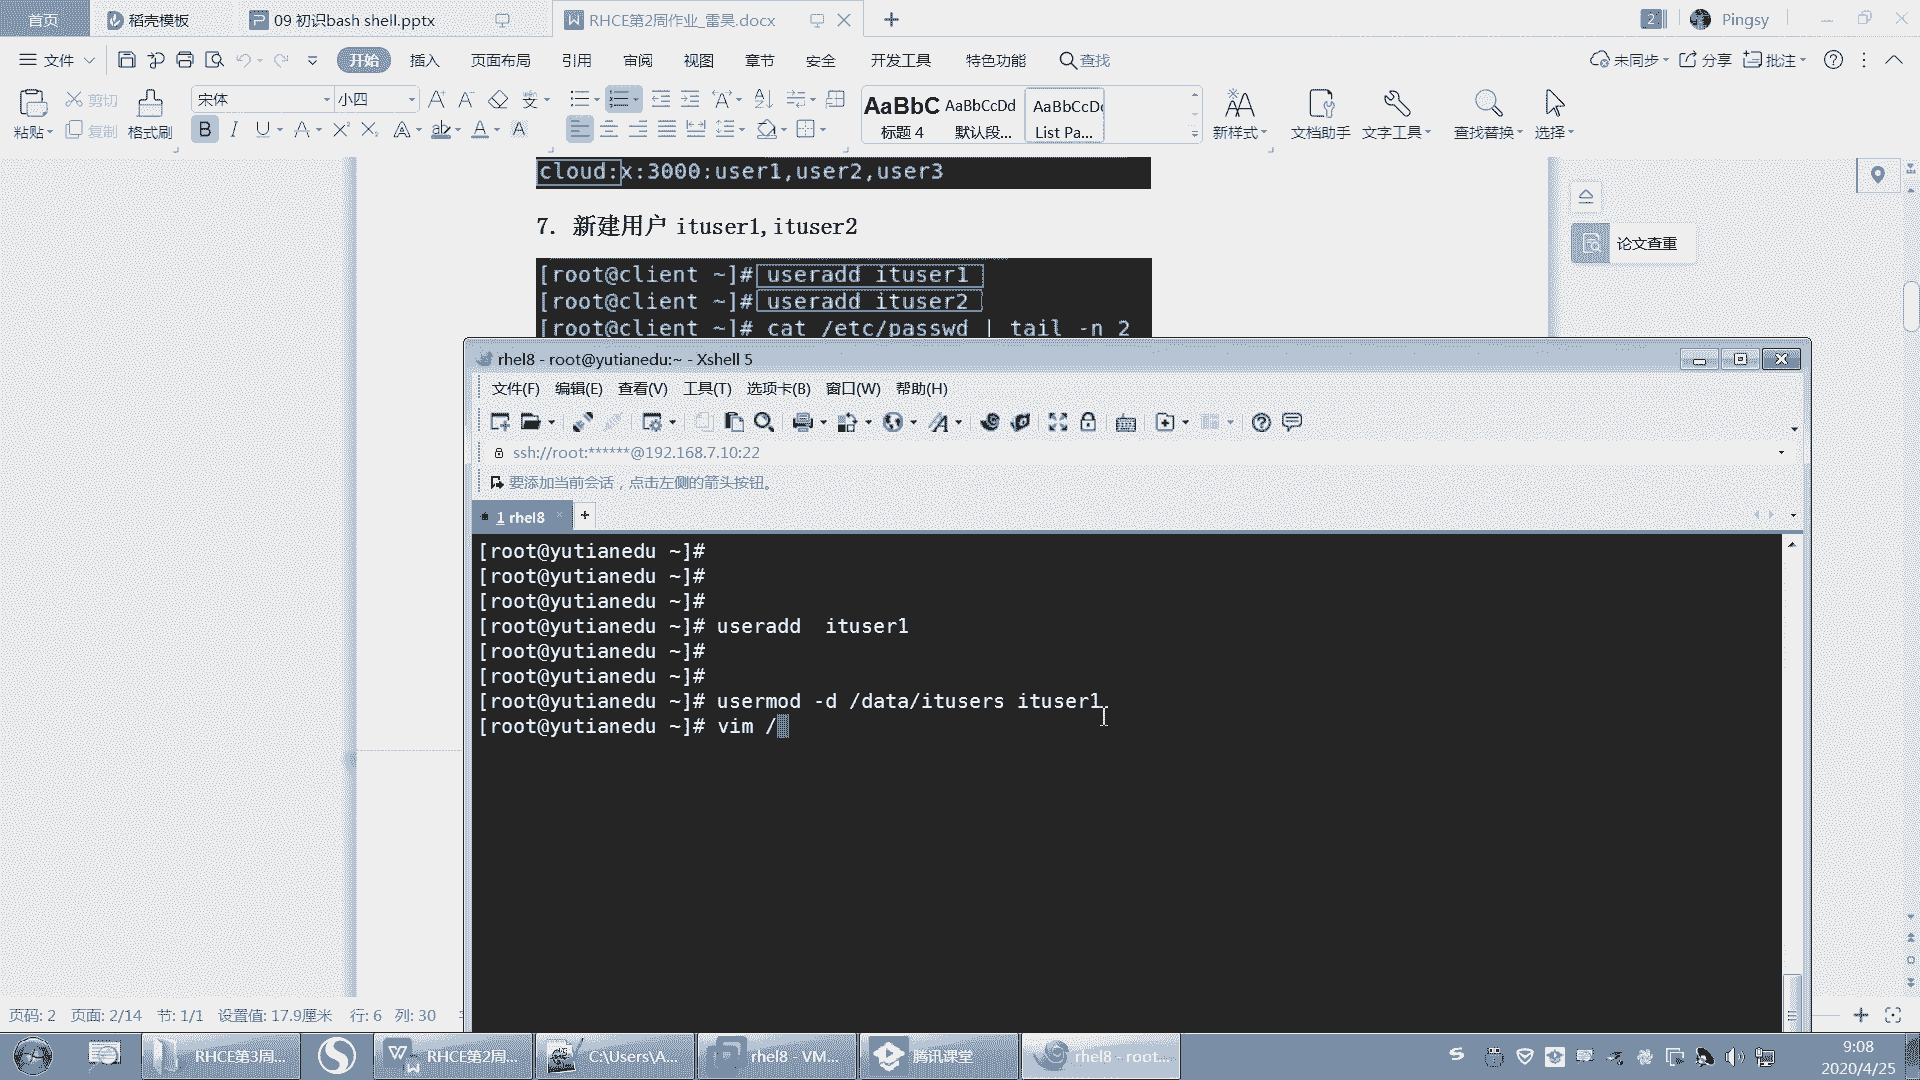 首页 稻壳模板 09 初识bash shell.pptx RHCE第2周作业_雷昊.docx + 2 Pingsy
文件 开始 插入 页面布局 引用 审阅 视图 章节 安全 开发工具 特色功能 查找 未同步 分享 批注
粘贴 剪切 复制 格式刷 宋体 小四
B I U A X² X₂ A A A
AaBbC AaBbCcDd AaBbCcDd
标题 4 默认段... List Pa...
新样式 文档助手 文字工具 查找替换 选择
cloud:x:3000:user1,user2,user3
7. 新建用户 ituser1,ituser2
论文查重
[root@client ~]# useradd ituser1
[root@client ~]# useradd ituser2
[root@client ~]# cat /etc/passwd | tail -n 2
rhel8 - root@yutianedu:~ - Xshell 5
文件(F) 编辑(E) 查看(V) 工具(T) 选项卡(B) 窗口(W) 帮助(H)
ssh://root:******@192.168.7.10:22
要添加当前会话，点击左侧的箭头按钮。
1 rhel8 +
[root@yutianedu ~]#
[root@yutianedu ~]#
[root@yutianedu ~]#
[root@yutianedu ~]# useradd  ituser1
[root@yutianedu ~]#
[root@yutianedu ~]#
[root@yutianedu ~]# usermod -d /data/itusers ituser1
[root@yutianedu ~]# vim /
页码: 2 页面: 2/14 节: 1/1 设置值: 17.9厘米 行: 6 列: 30
RHCE第3周... RHCE第2周... C:\Users\A... rhel8 - VM... 腾讯课堂 rhel8 - root...
9:08
2020/4/25